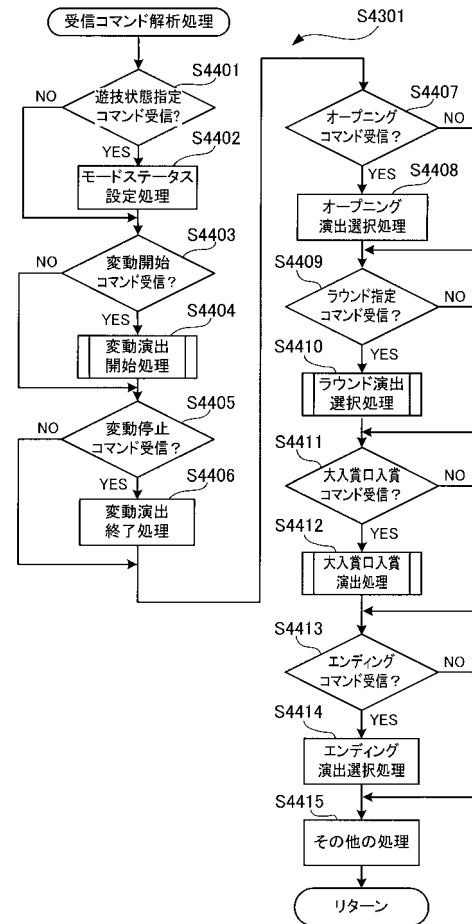 受信コマンド解析処理
S4301
S4401
遊技状態指定
コマンド受信?
NO
YES
S4402
モードステータス
設定処理
S4403
変動開始
コマンド受信?
NO
YES
S4404
変動演出
開始処理
S4405
変動停止
コマンド受信?
NO
YES
S4406
変動演出
終了処理
S4407
オープニング
コマンド受信?
NO
YES
S4408
オープニング
演出選択処理
S4409
ラウンド指定
コマンド受信?
NO
YES
S4410
ラウンド演出
選択処理
S4411
大入賞口入賞
コマンド受信?
NO
YES
S4412
大入賞口入賞
演出処理
S4413
エンディング
コマンド受信?
NO
YES
S4414
エンディング
演出選択処理
S4415
その他の処理
リターン